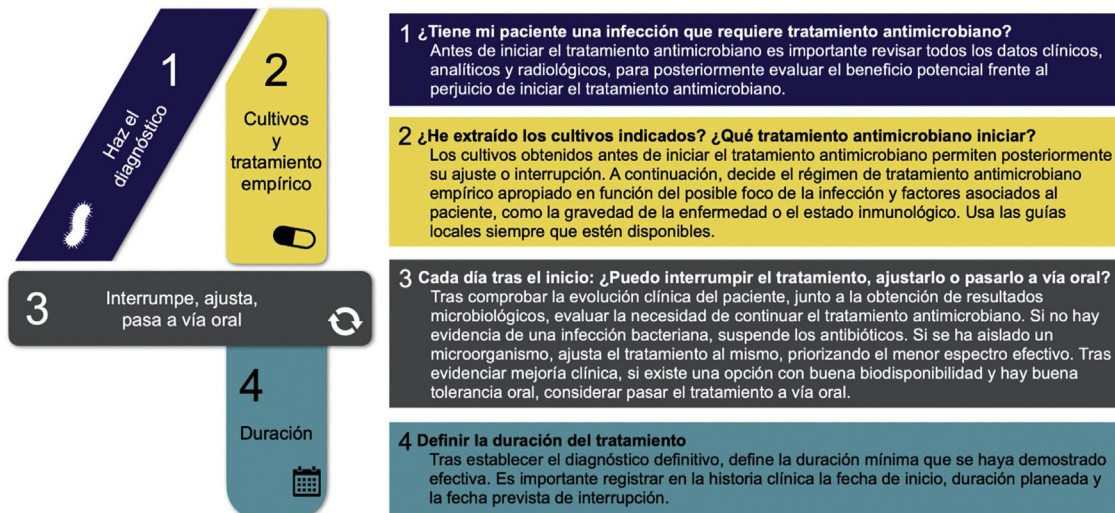 1
Haz el
diagnóstico
2
Cultivos
y
tratamiento
empírico
3
Interrumpe, ajusta,
pasa a vía oral
4
Duración
1 ¿Tiene mi paciente una infección que requiere tratamiento antimicrobiano?
Antes de iniciar el tratamiento antimicrobiano es importante revisar todos los datos clínicos,
analíticos y radiológicos, para posteriormente evaluar el beneficio potencial frente al
perjuicio de iniciar el tratamiento antimicrobiano.
2 ¿He extraído los cultivos indicados? ¿Qué tratamiento antimicrobiano iniciar?
Los cultivos obtenidos antes de iniciar el tratamiento antimicrobiano permiten posteriormente
su ajuste o interrupción. A continuación, decide el régimen de tratamiento antimicrobiano
empírico apropiado en función del posible foco de la infección y factores asociados al
paciente, como la gravedad de la enfermedad o el estado inmunológico. Usa las guías
locales siempre que estén disponibles.
3 Cada día tras el inicio: ¿Puedo interrumpir el tratamiento, ajustarlo o pasarlo a vía oral?
Tras comprobar la evolución clínica del paciente, junto a la obtención de resultados
microbiológicos, evaluar la necesidad de continuar el tratamiento antimicrobiano. Si no hay
evidencia de una infección bacteriana, suspende los antibióticos. Si se ha aislado un
microorganismo, ajusta el tratamiento al mismo, priorizando el menor espectro efectivo. Tras
evidenciar mejoría clínica, si existe una opción con buena biodisponibilidad y hay buena
tolerancia oral, considerar pasar el tratamiento a vía oral.
4 Definir la duración del tratamiento
Tras establecer el diagnóstico definitivo, define la duración mínima que se haya demostrado
efectiva. Es importante registrar en la historia clínica la fecha de inicio, duración planeada y
la fecha prevista de interrupción.